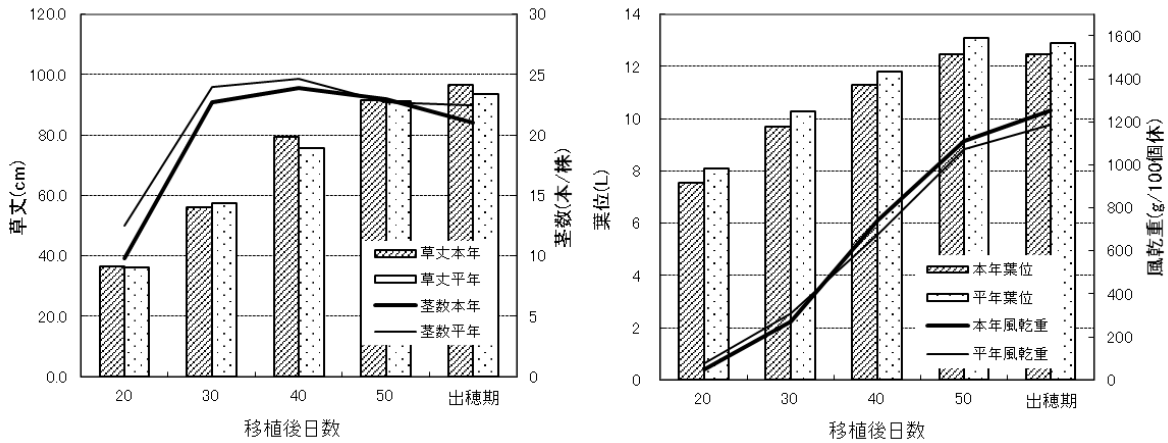 120.0
100.0
80.0
60.0
40.0
20.0
0.0
草丈(cm)
30
25
20
15
10
5
0
茎数(本/株)
草丈本年
草丈平年
茎数本年
茎数平年
20 30 40 50 出穂期
移植後日数
14
12
10
8
6
4
2
0
葉位(L)
1600
1400
1200
1000
800
600
400
200
0
風乾重(g/100個体)
本年葉位
平年葉位
本年風乾重
平年風乾重
20 30 40 50 出穂期
移植後日数